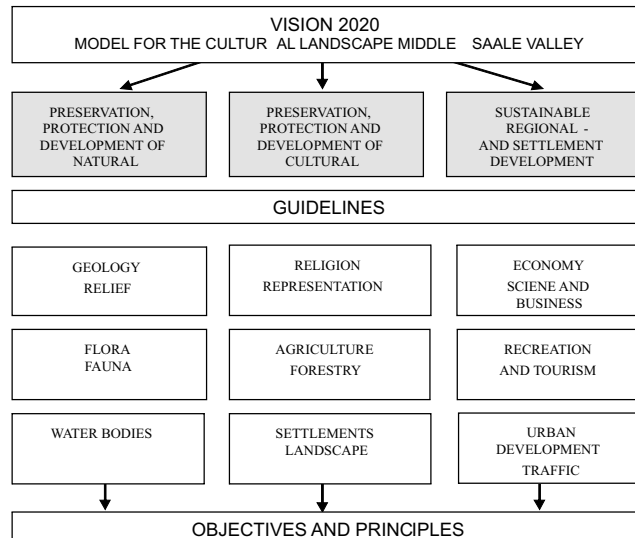 VISION 2020
MODEL FOR THE CULTUR AL LANDSCAPE MIDDLE SAALE VALLEY
PRESERVATION,
PROTECTION AND
DEVELOPMENT OF
NATURAL
PRESERVATION,
PROTECTION AND
DEVELOPMENT OF
CULTURAL
SUSTAINABLE
REGIONAL -
AND SETTLEMENT
DEVELOPMENT
GUIDELINES
GEOLOGY
RELIEF
RELIGION
REPRESENTATION
ECONOMY
SCIENE AND
BUSINESS
FLORA
FAUNA
AGRICULTURE
FORESTRY
RECREATION
AND TOURISM
WATER BODIES
SETTLEMENTS
LANDSCAPE
URBAN
DEVELOPMENT
TRAFFIC
OBJECTIVES AND PRINCIPLES